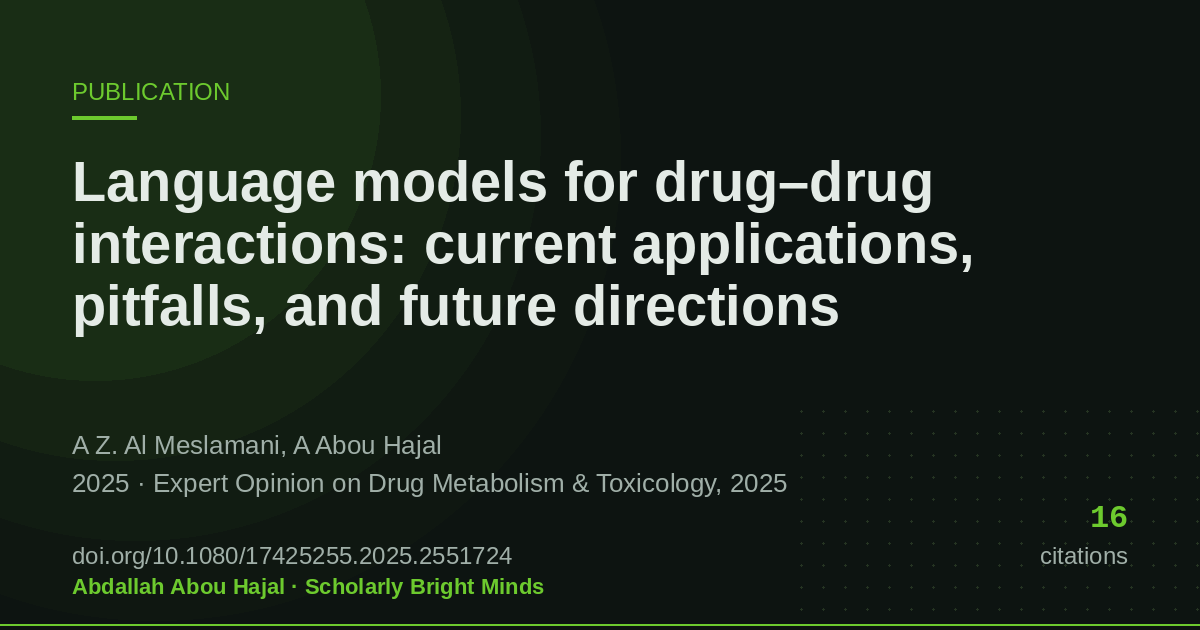 PUBLICATION
Language models for drug–drug
interactions: current applications,
pitfalls, and future directions
A Z. Al Meslamani, A Abou Hajal
2025 · Expert Opinion on Drug Metabolism & Toxicology, 2025
16
citations
doi.org/10.1080/17425255.2025.2551724
Abdallah Abou Hajal · Scholarly Bright Minds